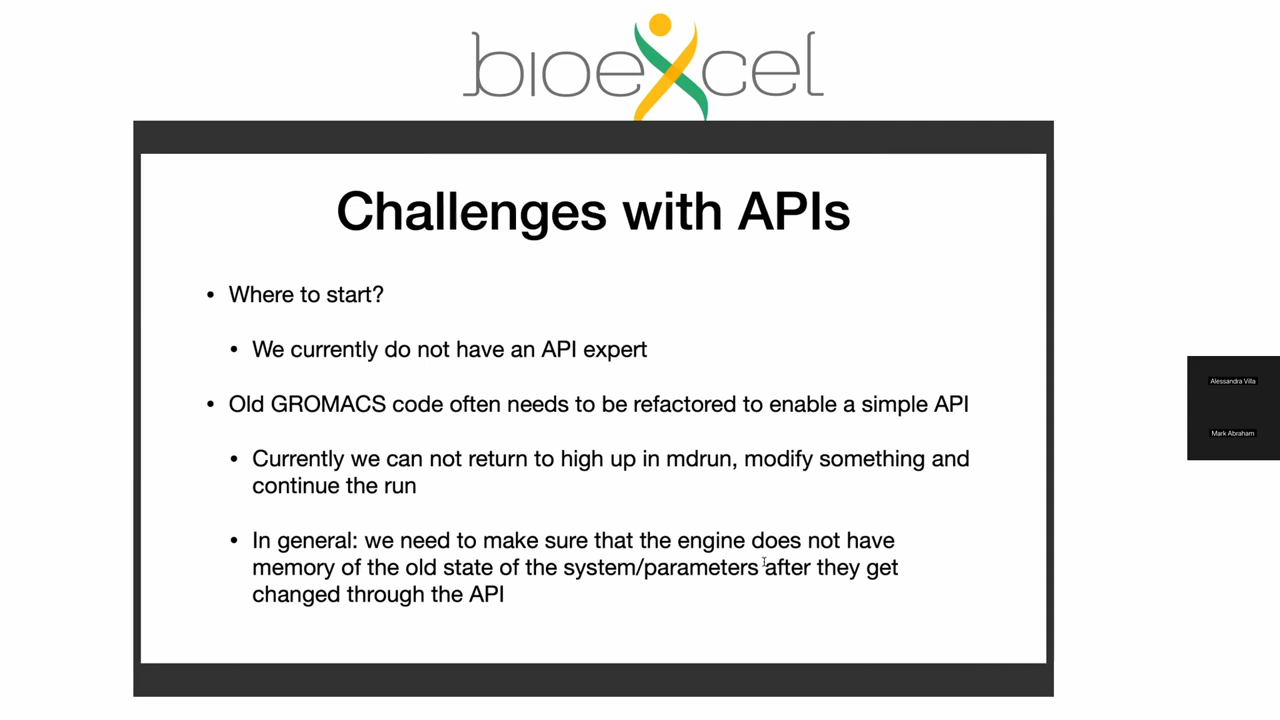 bioexcel
Challenges with APIs
• Where to start?
• We currently do not have an API expert
• Old GROMACS code often needs to be refactored to enable a simple API
• Currently we can not return to high up in mdrun, modify something and
continue the run
• In general: we need to make sure that the engine does not have
memory of the old state of the system/parameters after they get
changed through the API
Alessandra Villa
Mark Abraham